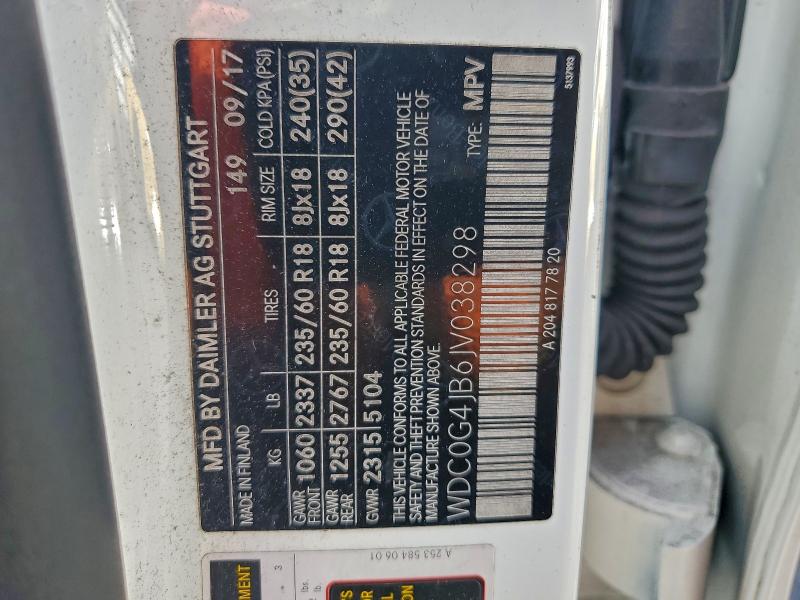 MFD BY DAIMLER AG STUTTGART
MADE IN FINLAND 149 09/17
KG LB TIRES RIM SIZE COLD KPA(PSI)
GAWR FRONT 1060 2337 235/60 R18 8Jx18 240(35)
GAWR REAR 1255 2767 235/60 R18 8Jx18 290(42)
GVWR 2315 5104
THIS VEHICLE CONFORMS TO ALL APPLICABLE FEDERAL MOTOR VEHICLE
SAFETY AND THEFT PREVENTION STANDARDS IN EFFECT ON THE DATE OF
MANUFACTURE SHOWN ABOVE.
WDC0G4JB6JV038298 TYPE: MPV
A 204 817 78 20
5137993
A 253 584 06 01
3
lbs.
lb.